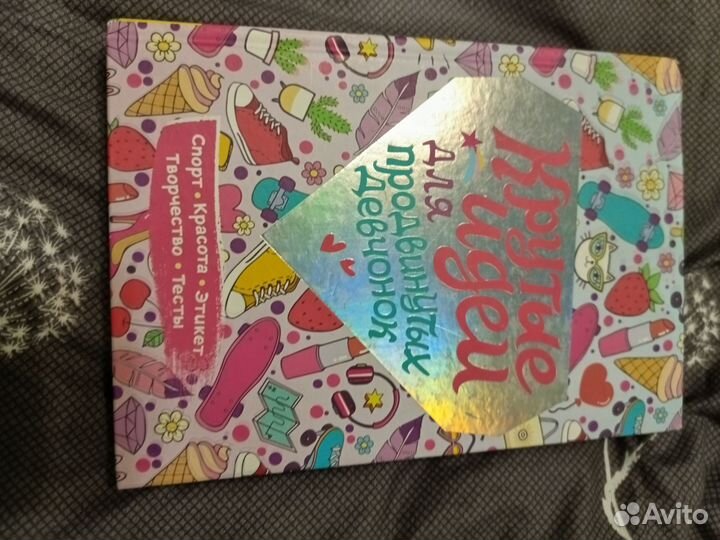 Крутые
идеи
для
продвинутых
девчонок
Спорт • Красота • Этикет
Творчество • Тесты
Avito